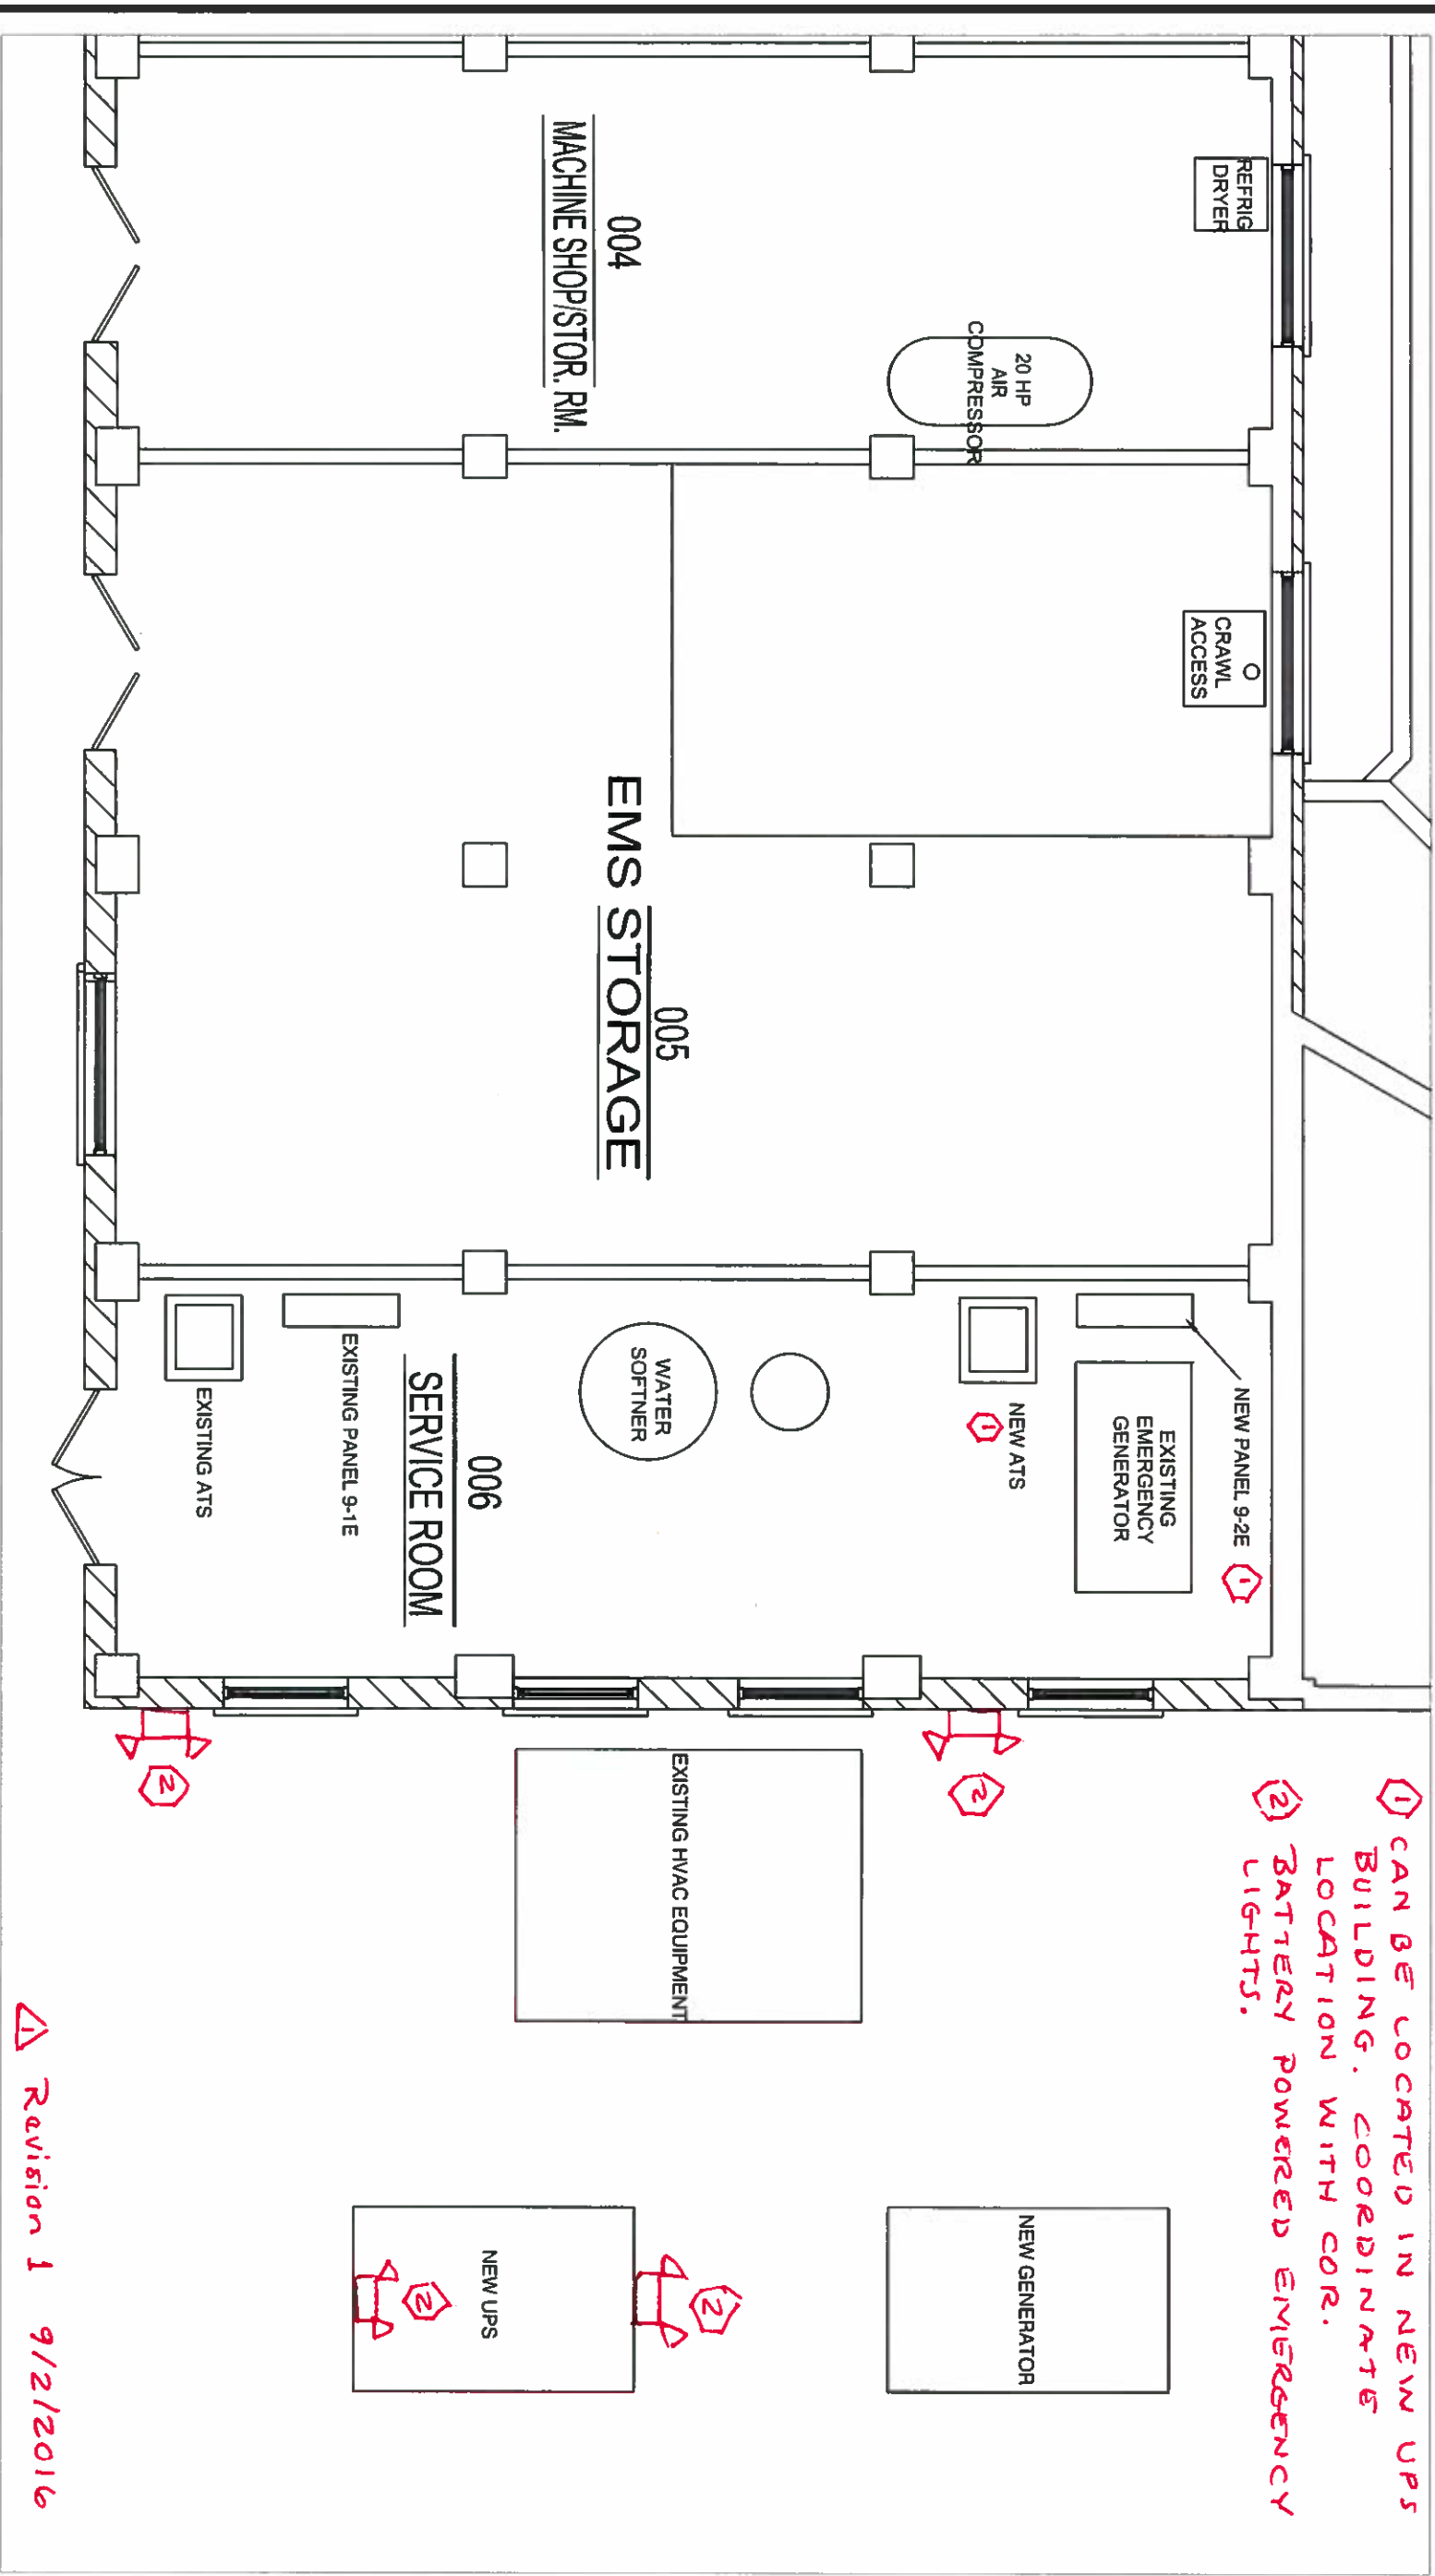 REFRIG
DRYER
20 HP
AIR
COMPRESSOR
004
MACHINE SHOP/STOR. RM.
CRAWL
ACCESS
005
EMS STORAGE
NEW PANEL 9-2E
1
EXISTING
EMERGENCY
GENERATOR
NEW ATS
1
WATER
SOFTNER
006
SERVICE ROOM
EXISTING PANEL 9-1E
EXISTING ATS
2
2
EXISTING HVAC EQUIPMENT
NEW GENERATOR
2
NEW UPS
2
1 CAN BE LOCATED IN NEW UPS
BUILDING. COORDINATE
LOCATION WITH COR.
2 BATTERY POWERED EMERGENCY
LIGHTS.
1 Revision 1 9/2/2016